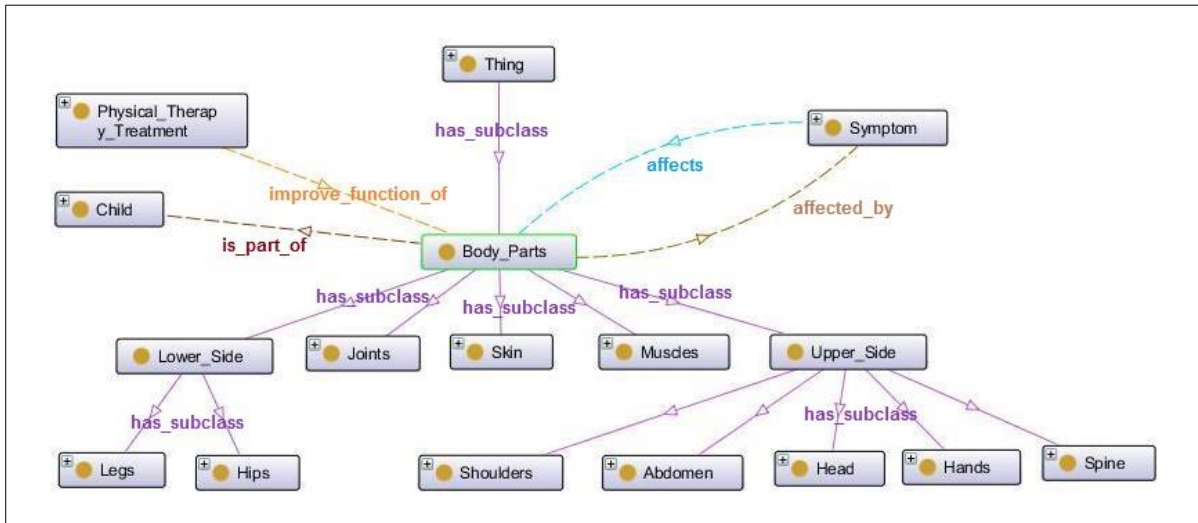 Thing
Physical_Therap
y_Treatment
Symptom
has_subclass
affects
improve_function_of
Child
affected_by
is_part_of
Body_Parts
has_subclass
has_subclass
has_subclass
Lower_Side
Joints
Skin
Muscles
Upper_Side
has_subclass
has_subclass
Legs
Hips
Shoulders
Abdomen
Head
Hands
Spine